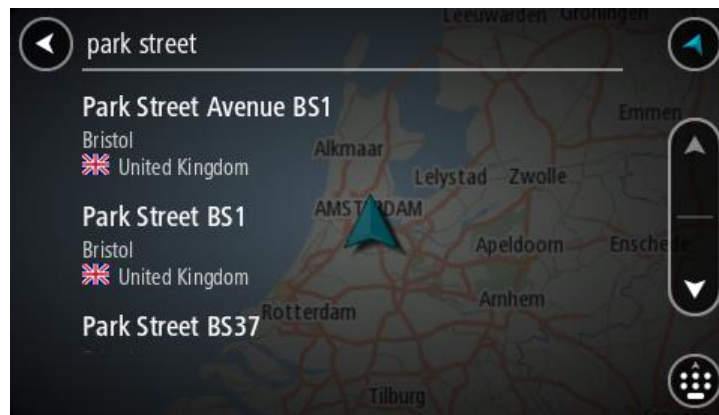 Leeuwarden Groningen
park street
Park Street Avenue BS1
Bristol
United Kingdom
Emmen
Alkmaar
Lelystad Zwolle
Park Street BS1
AMSTERDAM
Bristol
Apeldoorn Enschede
United Kingdom
Arnhem
Rotterdam
Park Street BS37
Tilburg